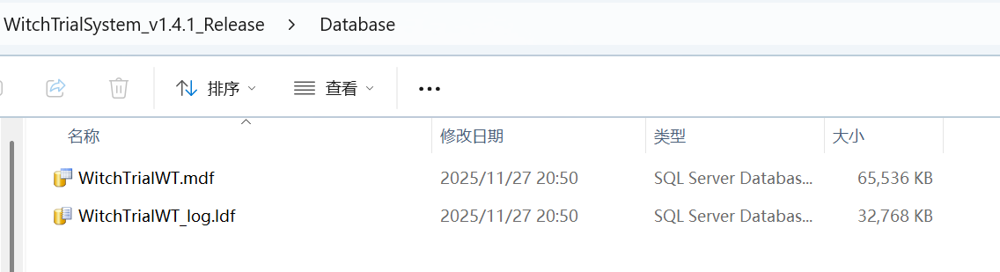 WitchTrialSystem_v1.4.1_Release > Database
排序 查看 •••
名称 修改日期 类型 大小
WitchTrialWT.mdf 2025/11/27 20:50 SQL Server Databas... 65,536 KB
WitchTrialWT_log.ldf 2025/11/27 20:50 SQL Server Databas... 32,768 KB